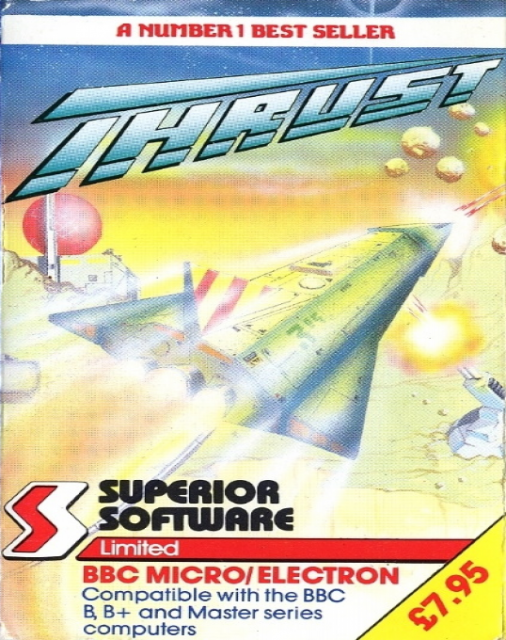 A NUMBER 1 BEST SELLER
THRUST
SUPERIOR
SOFTWARE
Limited
BBC MICRO/ELECTRON
Compatible with the BBC
B, B+ and Master series
computers
£7.95